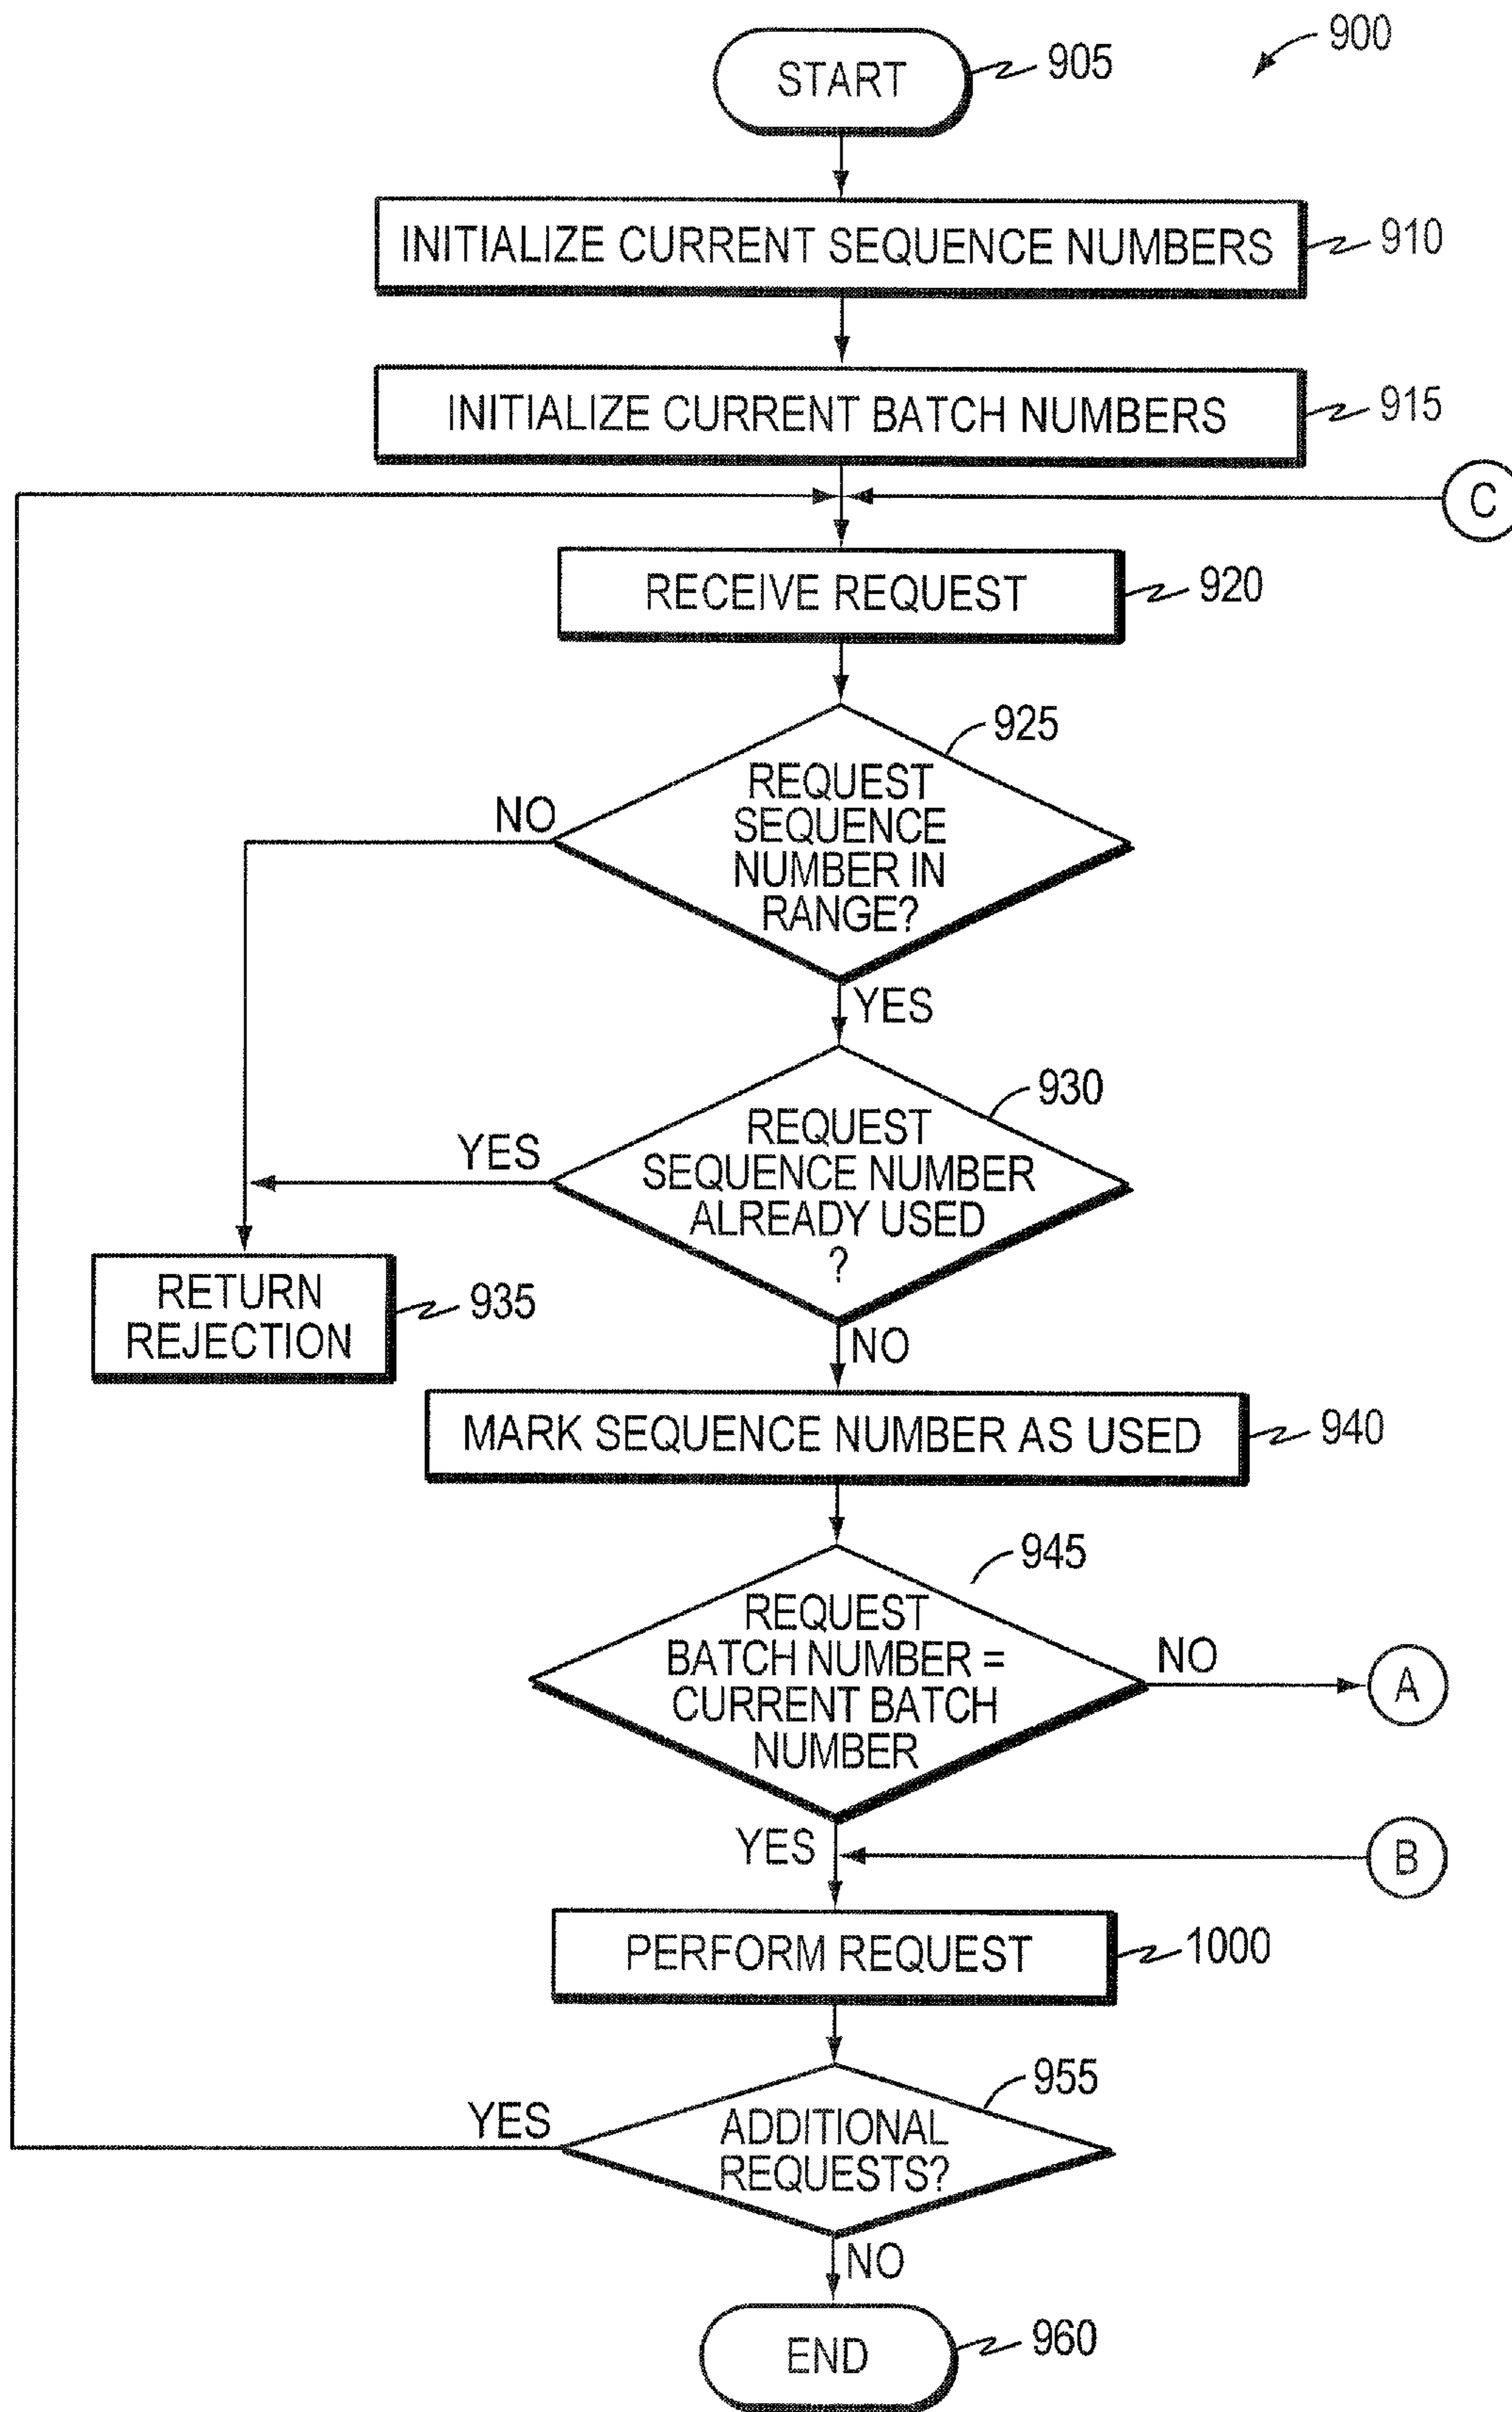 900
START
905
INITIALIZE CURRENT SEQUENCE NUMBERS
910
INITIALIZE CURRENT BATCH NUMBERS
915
C
RECEIVE REQUEST
920
925
REQUEST
SEQUENCE
NUMBER IN
RANGE?
NO
YES
930
REQUEST
SEQUENCE NUMBER
ALREADY USED
?
YES
NO
RETURN
REJECTION
935
MARK SEQUENCE NUMBER AS USED
940
945
REQUEST
BATCH NUMBER =
CURRENT BATCH
NUMBER
NO
A
YES
B
PERFORM REQUEST
1000
955
ADDITIONAL
REQUESTS?
YES
NO
END
960